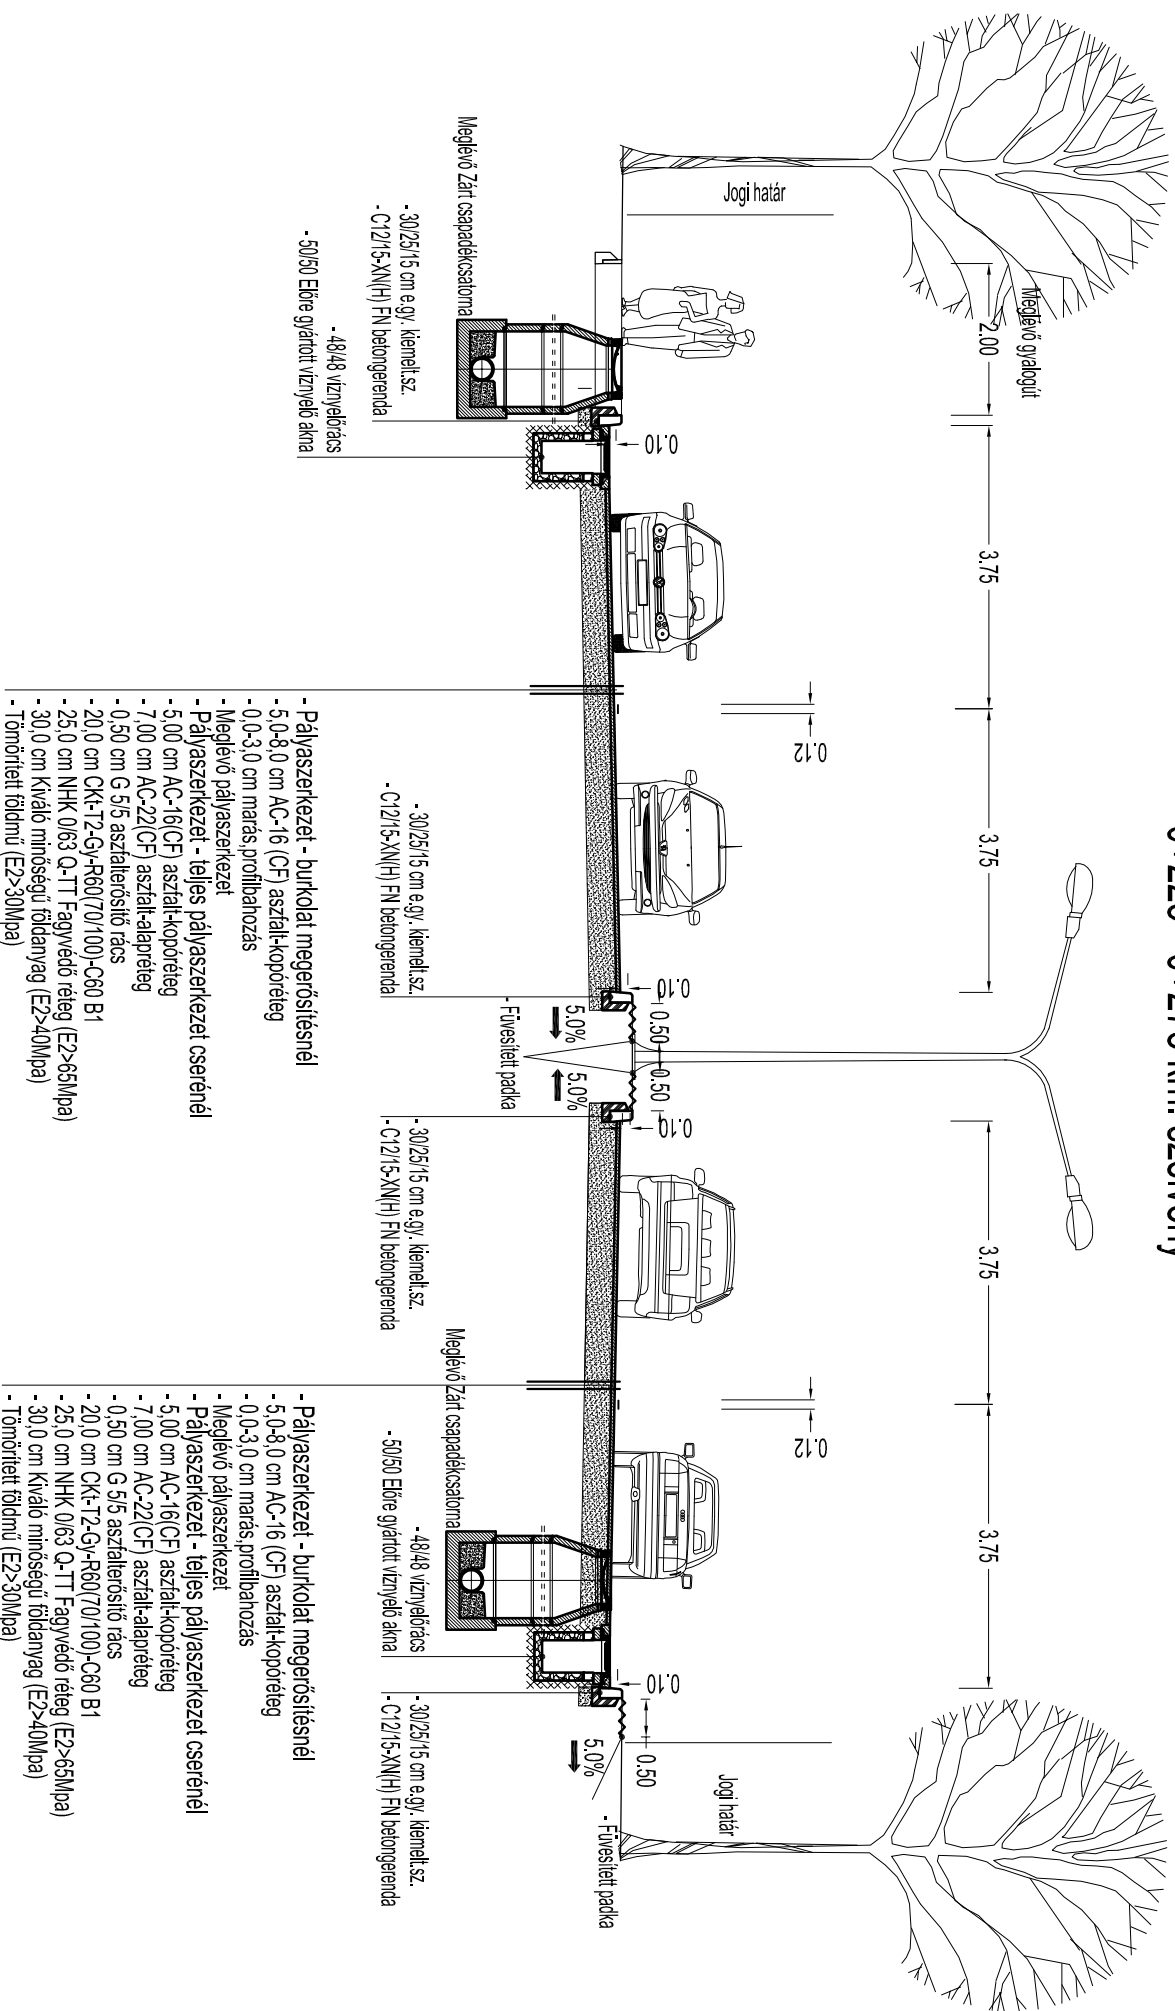 Meglévő gyalogút
2.00
3.75
3.75
3.75
3.75
Jogi határ
Jogi határ
0.12
0.12
0.10
0.10
0.50
0.50
0.10
0.10
0.50
5.0%
5.0%
- Füvesített padka
5.0%
- Füvesített padka
Meglévő Zárt csapadékcsatorna
- 30/25/15 cm e.gy. kiemelt.sz.
- C12/15-XN(H) FN betongerenda
- 48/48 víznyelőrács
- 50/50 Előre gyártott víznyelő akna
- 30/25/15 cm e.gy. kiemelt.sz.
- C12/15-XN(H) FN betongerenda
- 30/25/15 cm e.gy. kiemelt.sz.
- C12/15-XN(H) FN betongerenda
Meglévő Zárt csapadékcsatorna
- 48/48 víznyelőrács
- 50/50 Előre gyártott víznyelő akna
- 30/25/15 cm e.gy. kiemelt.sz.
- C12/15-XN(H) FN betongerenda
- Pályaszerkezet - burkolat megerősítésnél
- 5,0-8,0 cm AC-16 (CF) aszfalt-kopóréteg
- 0,0-3,0 cm marás,profilbahozás
- Meglévő pályaszerkezet
- Pályaszerkezet - teljes pályaszerkezet cserénél
- 5,00 cm AC-16(CF) aszfalt-kopóréteg
- 7,00 cm AC-22(CF) aszfalt-alapréteg
- 0,50 cm G 5/5 aszfalterősítő rács
- 20,0 cm CKt-T2-Gy-R60(70/100)-C60 B1
- 25,0 cm NHK 0/63 Q-TT Fagyvédő réteg (E2>65Mpa)
- 30,0 cm Kiváló minőségű földanyag (E2>40Mpa)
- Tömörített földmű (E2>30Mpa)
- Pályaszerkezet - burkolat megerősítésnél
- 5,0-8,0 cm AC-16 (CF) aszfalt-kopóréteg
- 0,0-3,0 cm marás,profilbahozás
- Meglévő pályaszerkezet
- Pályaszerkezet - teljes pályaszerkezet cserénél
- 5,00 cm AC-16(CF) aszfalt-kopóréteg
- 7,00 cm AC-22(CF) aszfalt-alapréteg
- 0,50 cm G 5/5 aszfalterősítő rács
- 20,0 cm CKt-T2-Gy-R60(70/100)-C60 B1
- 25,0 cm NHK 0/63 Q-TT Fagyvédő réteg (E2>65Mpa)
- 30,0 cm Kiváló minőségű földanyag (E2>40Mpa)
- Tömörített földmű (E2>30Mpa)